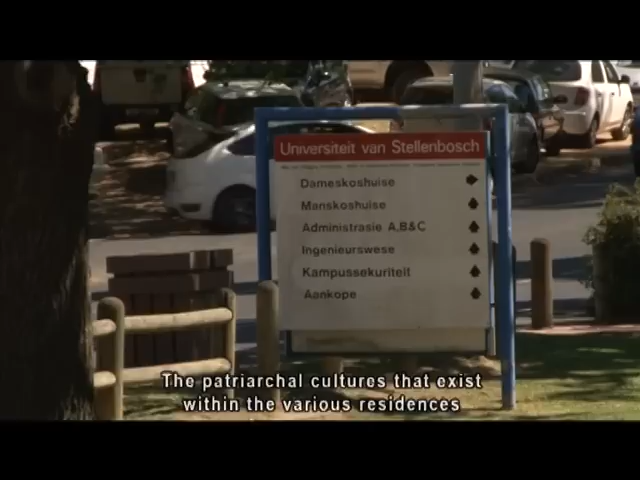 Universiteit van Stellenbosch
Dameskoshuise
Manskoshuise
Administrasie A,B&C
Ingenieurswese
Kampussekuriteit
Aankope
The patriarchal cultures that exist
within the various residences